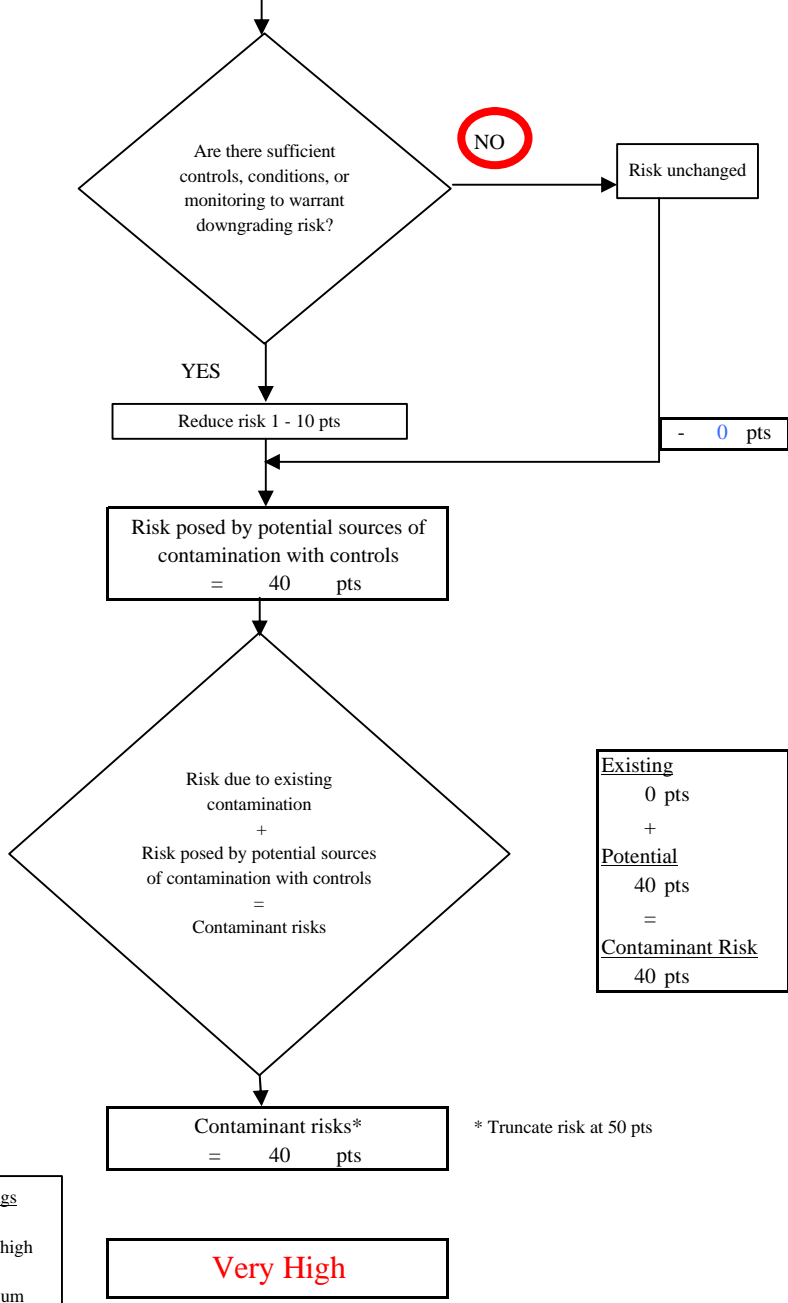 Are there sufficient
controls, conditions, or
monitoring to warrant
downgrading risk?
NO
Risk unchanged
YES
Reduce risk 1 - 10 pts
- 0 pts
Risk posed by potential sources of
contamination with controls
= 40 pts
Risk due to existing
contamination
+
Risk posed by potential sources
of contamination with controls
=
Contaminant risks
Existing
0 pts
+
Potential
40 pts
=
Contaminant Risk
40 pts
Contaminant risks*
= 40 pts
* Truncate risk at 50 pts
gs
high
um
Very High